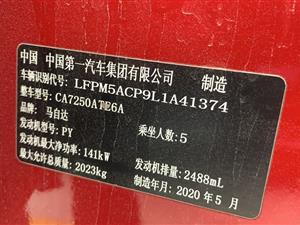 中国 中国第一汽车集团有限公司 制造
车辆识别代号: LFPM5ACP9L1A41374
整车型号: CA7250ATE6A
品牌: 马自达 乘坐人数: 5
发动机型号: PY
发动机最大净功率: 141kW 发动机排量: 2488mL
最大允许总质量: 2023kg 制造年月: 2020 年 5 月